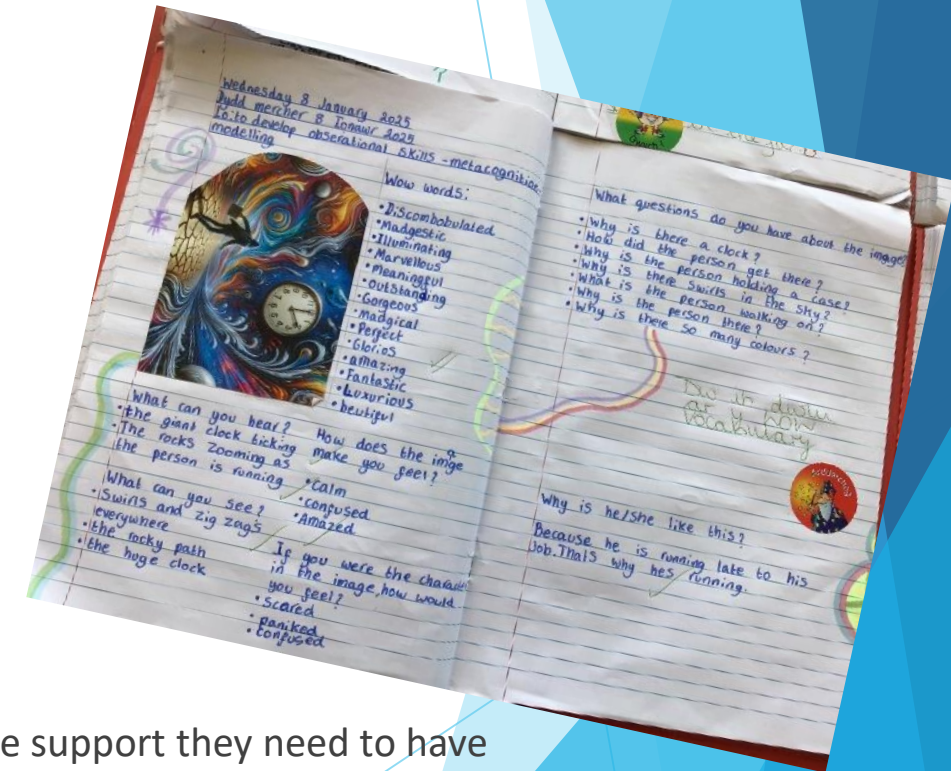 Wednesday 8 January 2025
Dydd mercher 8 Ionawr 2025
Io:to develop obserational skills -metacognition
modelling
Wow words:
•Discombobulated
•Madgestic
•Illuminating
•Marvellous
•meaningful
•outstanding
•Gorgeous
•madgical
•Perfect
•Glorios
•amazing
•Fantastic
•Luxurious
•beutiful
What can you hear?
•the giant clock ticking
•The rocks zooming as
the person is running
What can you see?
•Swirls and zig zag's
everywhere
•the rocky path
•the huge clock
How does the imge
a
make you feel?
•calm
•confused
•Amazed
If you were the charact
in the image, how would
you feel?
•scared
•paniked
•confused
What questions do you have about the image?
•Why is there a clock?
•How did the person get there?
•Why is the person holding a case?
•Why is there swirls in the sky?
•What is the person walking on?
•Why is the person there?
•Why is there so many colours?
vocabulary
Why is he/she like this?
Because he is running late to his
Job. Thats why hes running.
e support they need to have